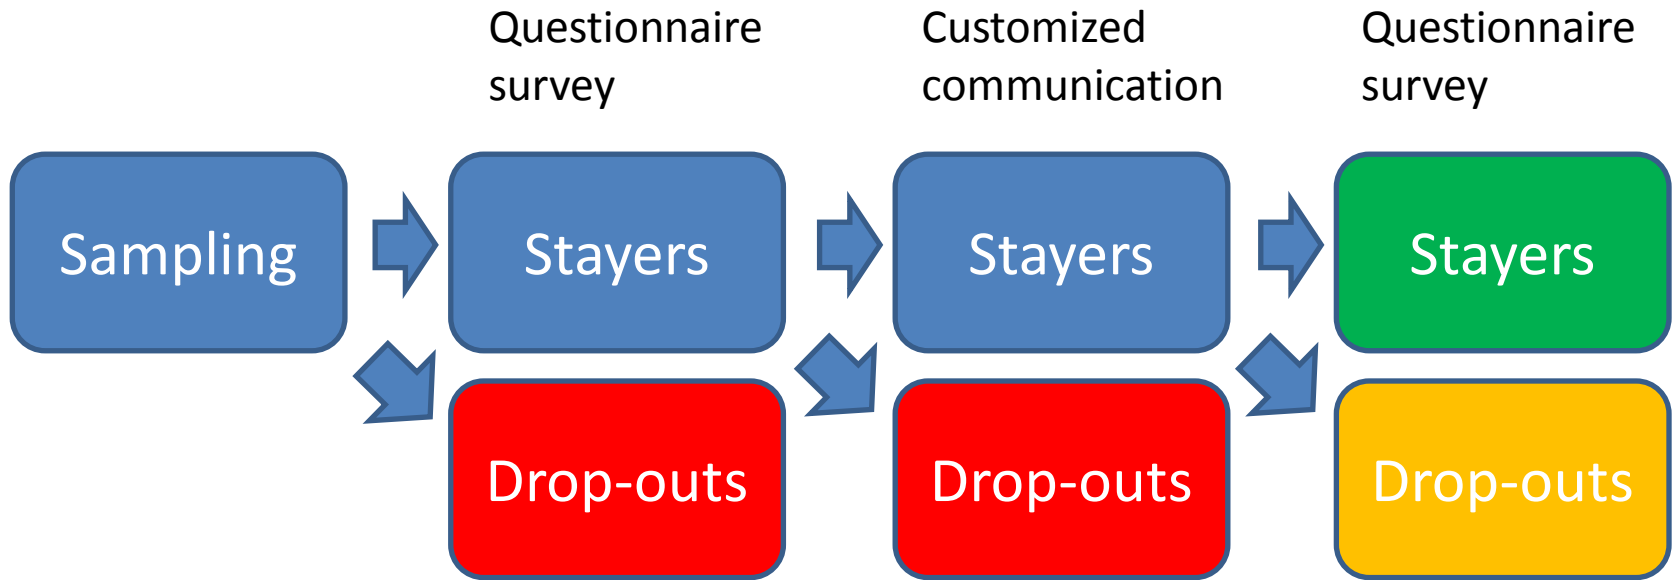 Questionnaire
survey
Customized
communication
Questionnaire
survey
Sampling
Stayers
Stayers
Stayers
Drop-outs
Drop-outs
Drop-outs